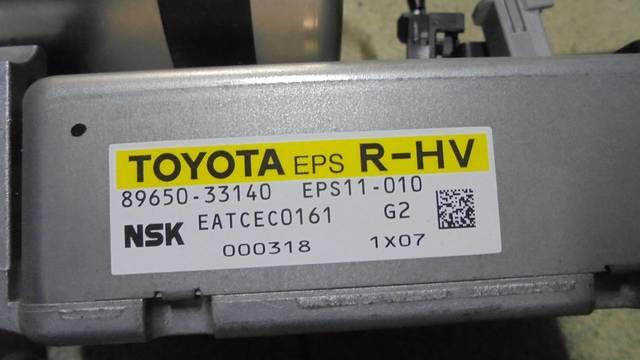 TOYOTA EPS R-HV
89650-33140 EPS11-010
NSK EATCEC0161 G2
000318 1X07